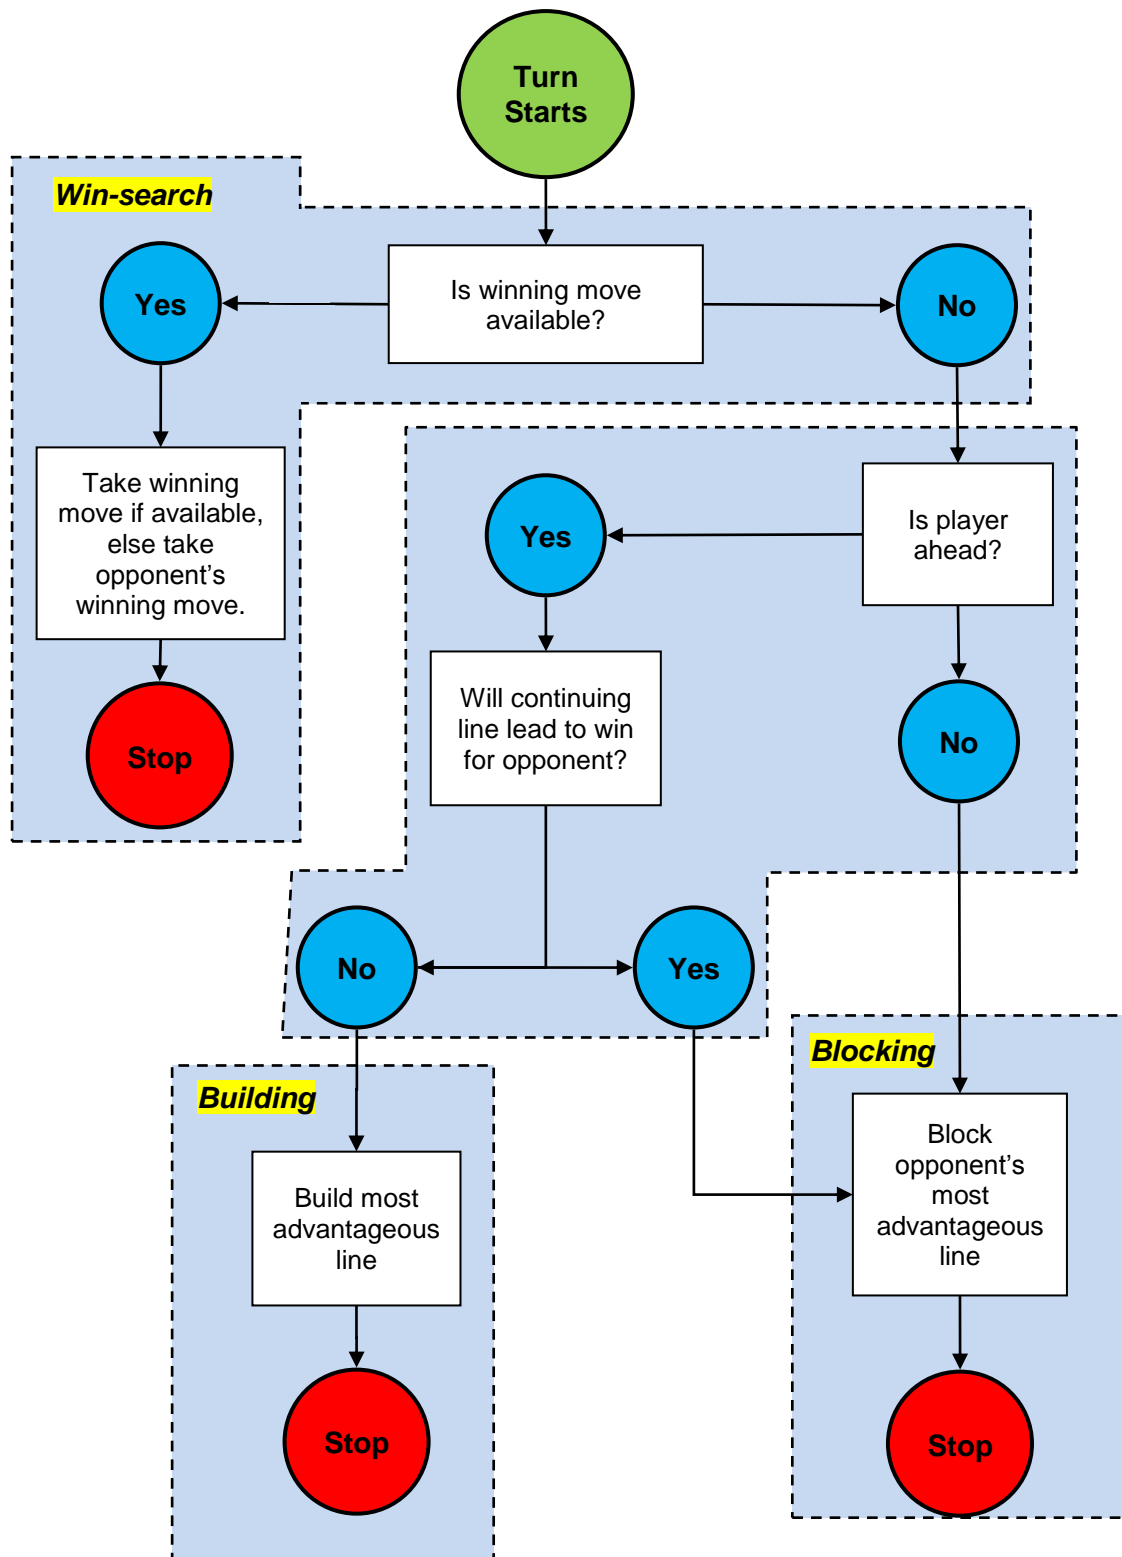 Turn
Starts
Win-search
Yes
Is winning move
available?
No
Take winning
move if available,
else take
opponent’s
winning move.
Yes
Is player
ahead?
Will continuing
line lead to win
for opponent?
No
Stop
No
Yes
Blocking
Building
Block
opponent’s
most
advantageous
line
Build most
advantageous
line
Stop
Stop